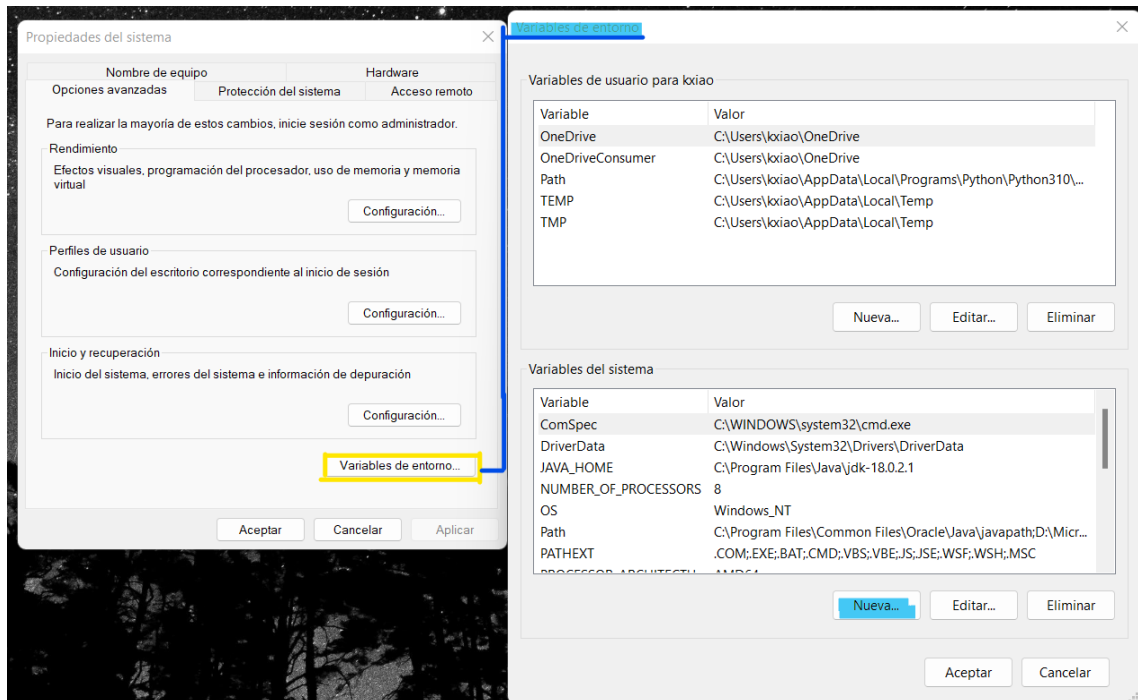 Propiedades del sistema
Nombre de equipo
Hardware
Opciones avanzadas
Protección del sistema
Acceso remoto
Para realizar la mayoría de estos cambios, inicie sesión como administrador.
Rendimiento
Efectos visuales, programación del procesador, uso de memoria y memoria
virtual
Configuración...
Perfiles de usuario
Configuración del escritorio correspondiente al inicio de sesión
Configuración...
Inicio y recuperación
Inicio del sistema, errores del sistema e información de depuración
Configuración...
Variables de entorno...
Aceptar
Cancelar
Aplicar
Variables de entorno
Variables de usuario para kxiao
Variable Valor
OneDrive C:\Users\kxiao\OneDrive
OneDriveConsumer C:\Users\kxiao\OneDrive
Path C:\Users\kxiao\AppData\Local\Programs\Python\Python310\...
TEMP C:\Users\kxiao\AppData\Local\Temp
TMP C:\Users\kxiao\AppData\Local\Temp
Nueva...
Editar...
Eliminar
Variables del sistema
Variable Valor
ComSpec C:\WINDOWS\system32\cmd.exe
DriverData C:\Windows\System32\Drivers\DriverData
JAVA_HOME C:\Program Files\Java\jdk-18.0.2.1
NUMBER_OF_PROCESSORS 8
OS Windows_NT
Path C:\Program Files\Common Files\Oracle\Java\javapath;D:\Micr...
PATHEXT .COM;.EXE;.BAT;.CMD;.VBS;.VBE;.JS;.JSE;.WSF;.WSH;.MSC
PROCESSOR_ARCHITECTU AMD64
Nueva...
Editar...
Eliminar
Aceptar
Cancelar